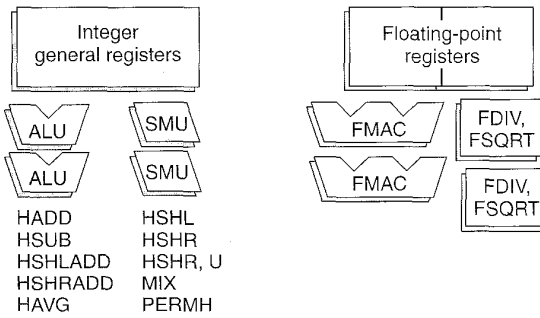 Integer
general registers
Floating-point
registers
ALU
SMU
ALU
SMU
FMAC
FDIV,
FSQRT
FMAC
FDIV,
FSQRT
HADD HSHL
HSUB HSHR
HSHLADD HSHR, U
HSHRADD MIX
HAVG PERMH